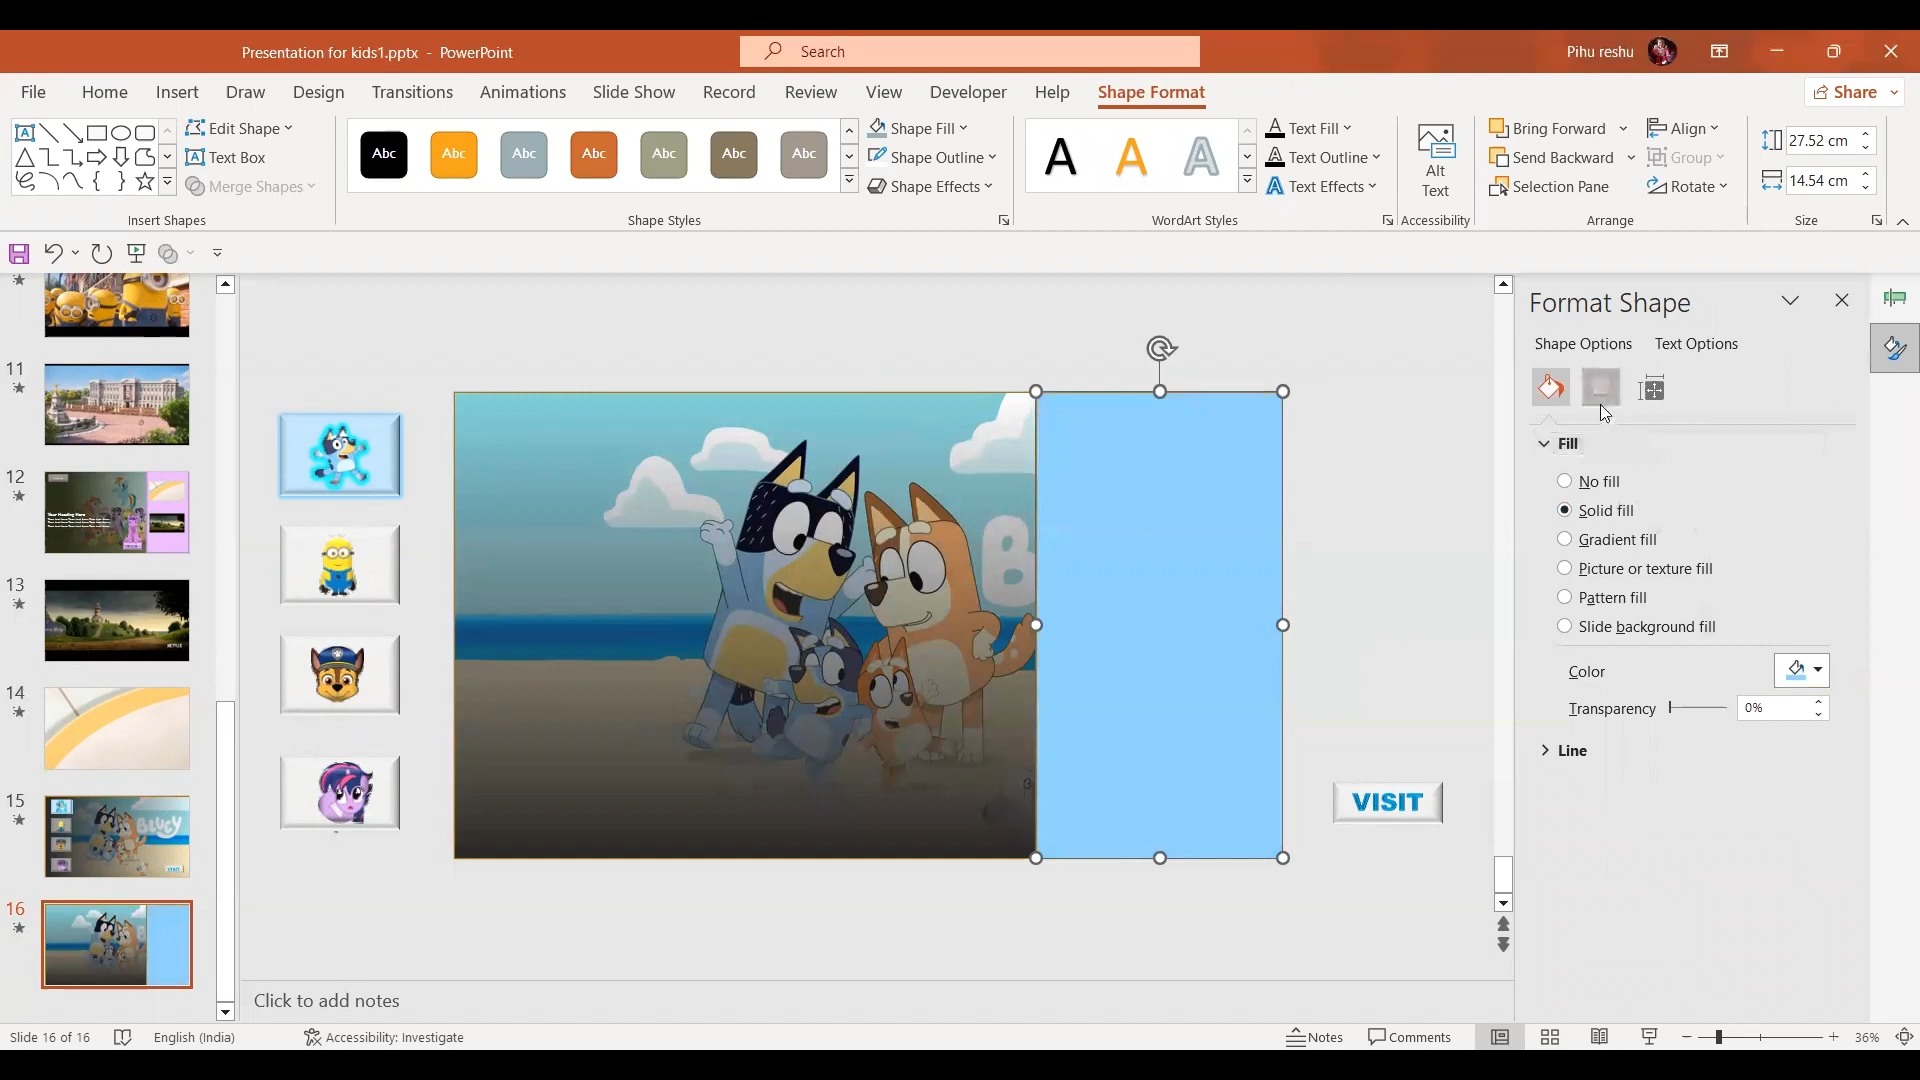 Presentation for kids1.pptx - PowerPoint
Search
Pihu reshu
File Home Insert Draw Design Transitions Animations Slide Show Record Review View Developer Help Shape Format
Share
Edit Shape
Text Box
Merge Shapes
Insert Shapes
Abc Abc Abc Abc Abc Abc Abc
Shape Fill
Shape Outline
Shape Effects
Shape Styles
A A A
Text Fill
Text Outline
Text Effects
WordArt Styles
Alt
Text
Accessibility
Bring Forward
Send Backward
Selection Pane
Align
Group
Rotate
Arrange
27.52 cm
14.54 cm
Size
11
12
13
14
15
16
Your Heading Here
NETFLIX
BLUEY
VISIT
B
VISIT
Format Shape
Shape Options Text Options
Fill
No fill
Solid fill
Gradient fill
Picture or texture fill
Pattern fill
Slide background fill
Color
Transparency 0%
Line
Click to add notes
Slide 16 of 16 English (India) Accessibility: Investigate Notes Comments 36%